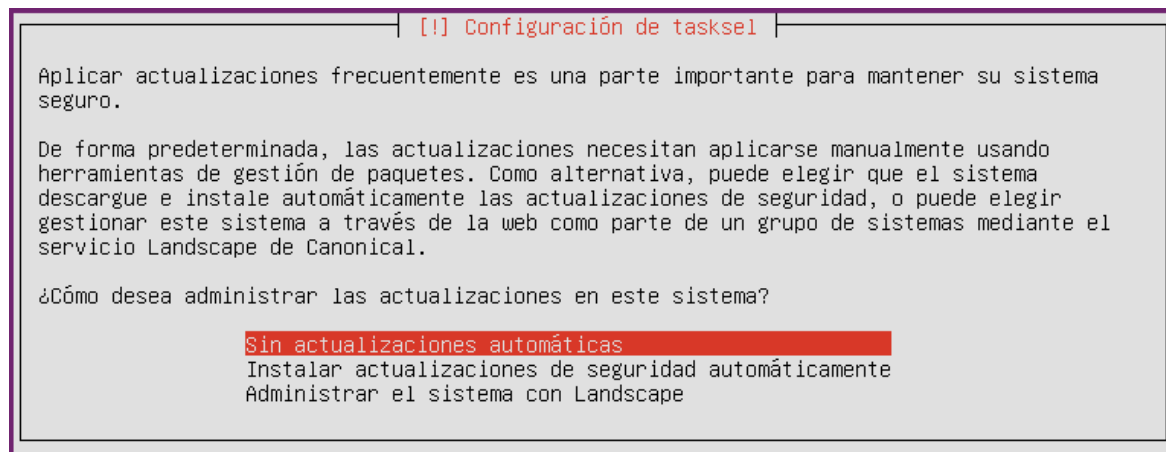 [!] Configuración de tasksel
Aplicar actualizaciones frecuentemente es una parte importante para mantener su sistema
seguro.
De forma predeterminada, las actualizaciones necesitan aplicarse manualmente usando
herramientas de gestión de paquetes. Como alternativa, puede elegir que el sistema
descargue e instale automáticamente las actualizaciones de seguridad, o puede elegir
gestionar este sistema a través de la web como parte de un grupo de sistemas mediante el
servicio Landscape de Canonical.
¿Cómo desea administrar las actualizaciones en este sistema?
Sin actualizaciones automáticas
Instalar actualizaciones de seguridad automáticamente
Administrar el sistema con Landscape